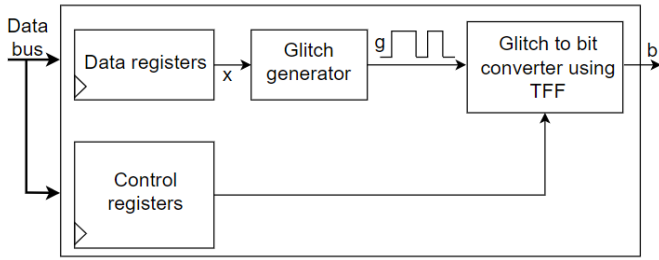 Data
bus
Data registers
x
Glitch
generator
g
Glitch to bit
converter using
TFF
b
Control
registers